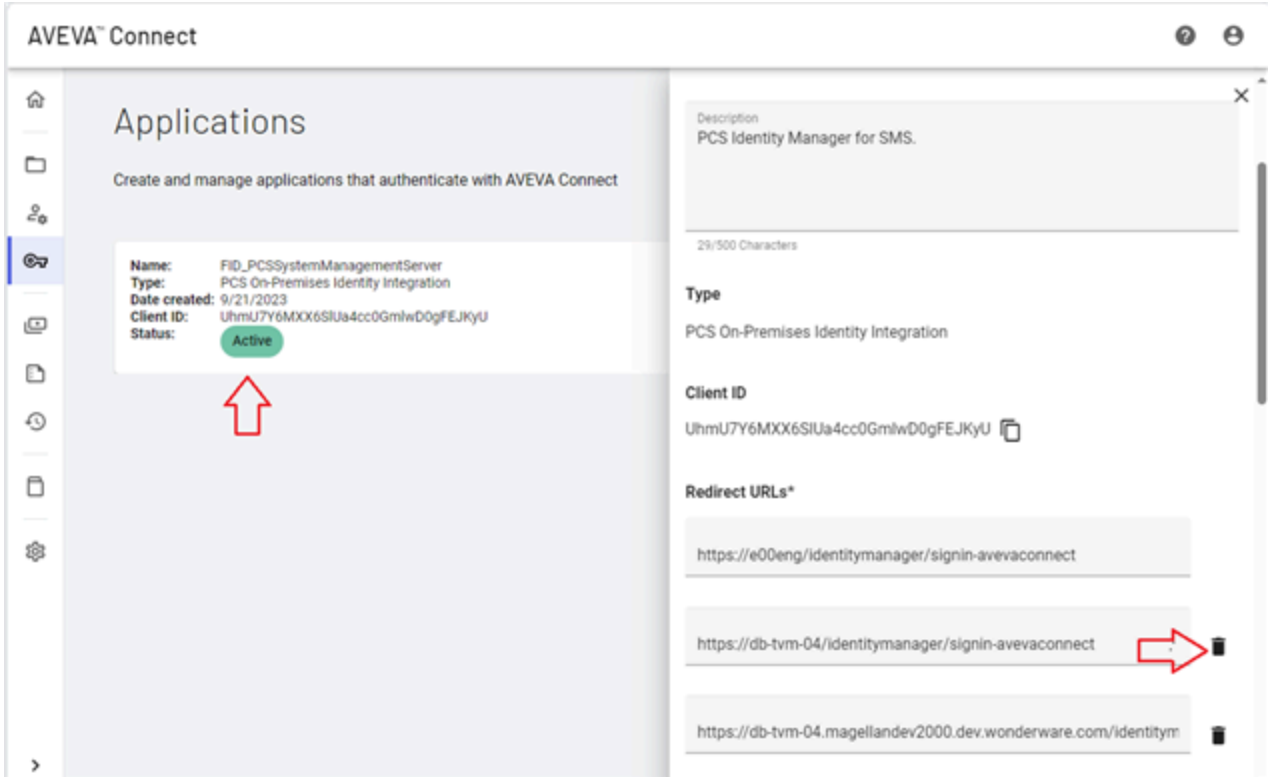 AVEVA™ Connect
Applications
Create and manage applications that authenticate with AVEVA Connect
Name: FID_PCSSystemManagementServer
Type: PCS On-Premises Identity Integration
Date created: 9/21/2023
Client ID: UhmU7Y6MXX6SlUa4cc0GmlwD0gFEJKyU
Status: Active
Description
PCS Identity Manager for SMS.
29/500 Characters
Type
PCS On-Premises Identity Integration
Client ID
UhmU7Y6MXX6SlUa4cc0GmlwD0gFEJKyU
Redirect URLs*
https://e00eng/identitymanager/signin-avevaconnect
https://db-tvm-04/identitymanager/signin-avevaconnect
https://db-tvm-04.magellandev2000.dev.wonderware.com/identitym